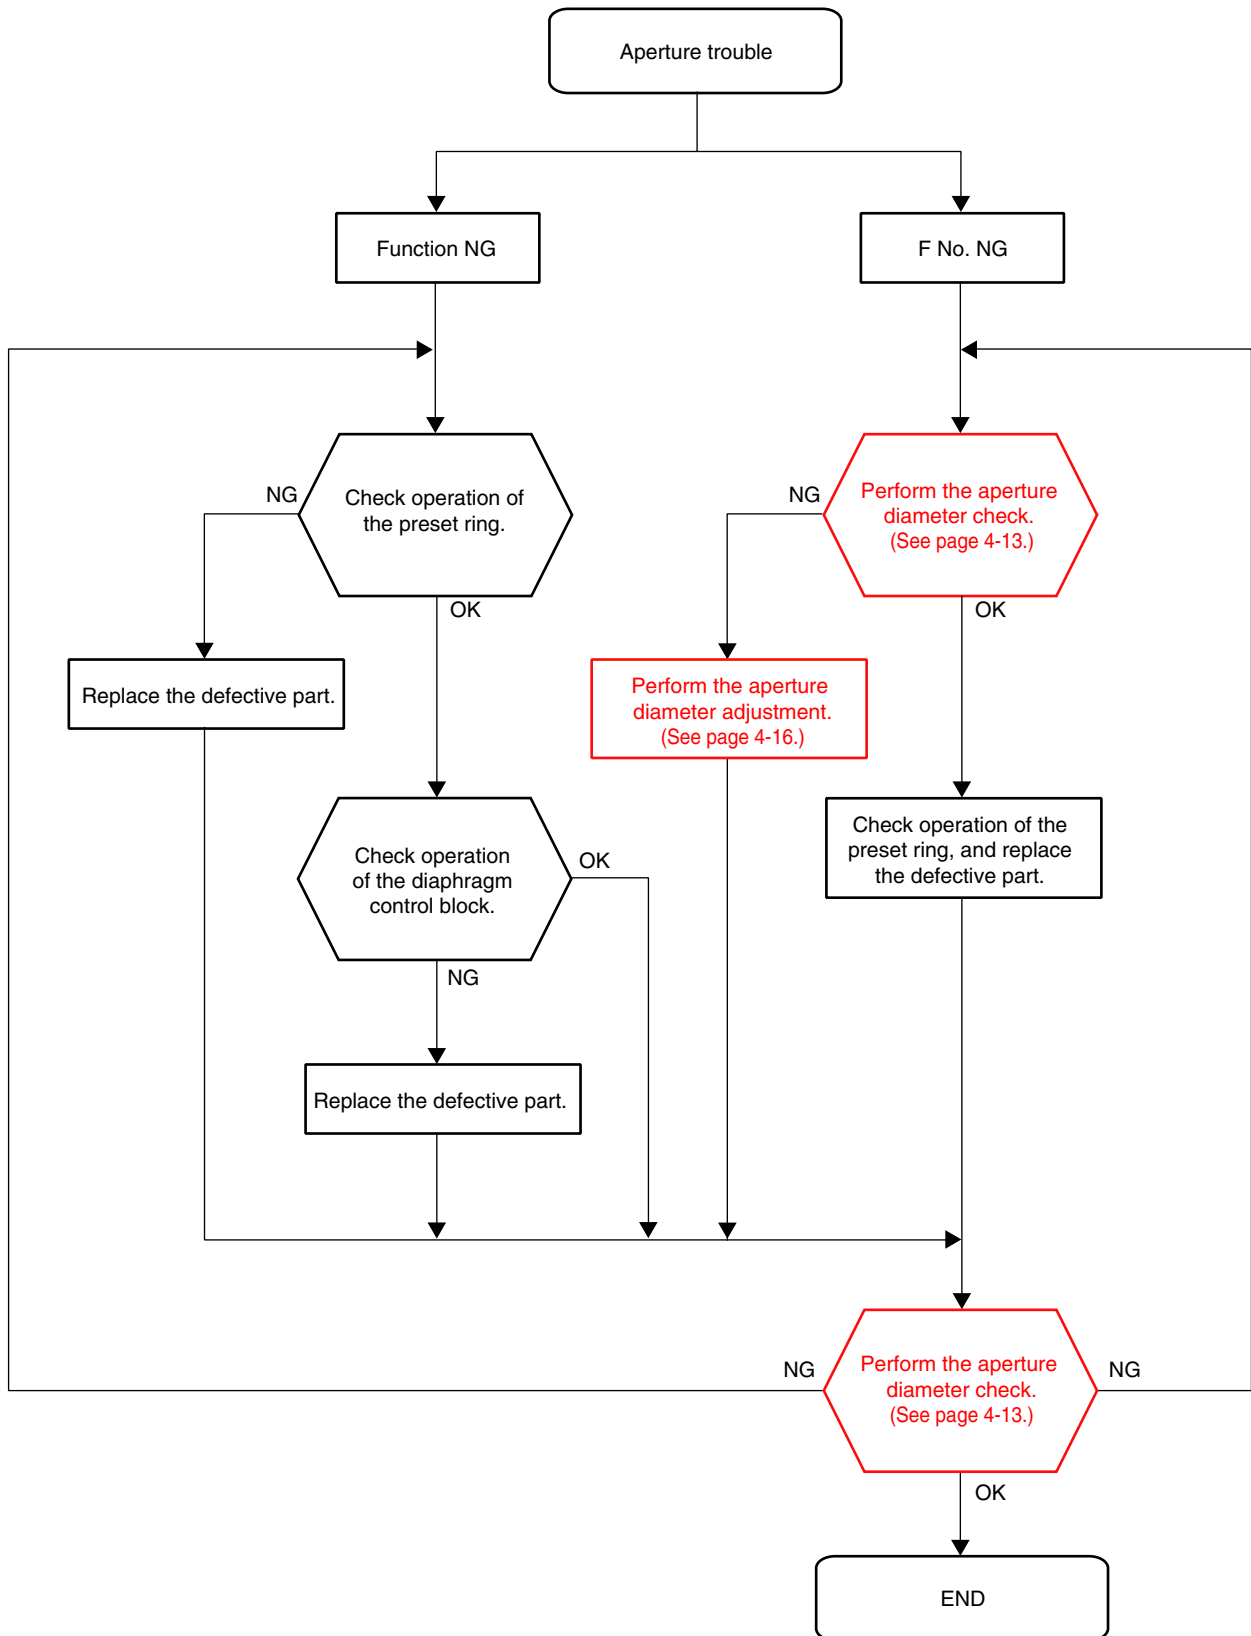 Aperture trouble
Function NG
F No. NG
NG
Check operation of
the preset ring.
OK
NG
Perform the aperture
diameter check.
(See page 4-13.)
OK
Replace the defective part.
Perform the aperture
diameter adjustment.
(See page 4-16.)
Check operation
of the diaphragm
control block.
OK
NG
Check operation of the
preset ring, and replace
the defective part.
Replace the defective part.
NG
Perform the aperture
diameter check.
(See page 4-13.)
NG
OK
END